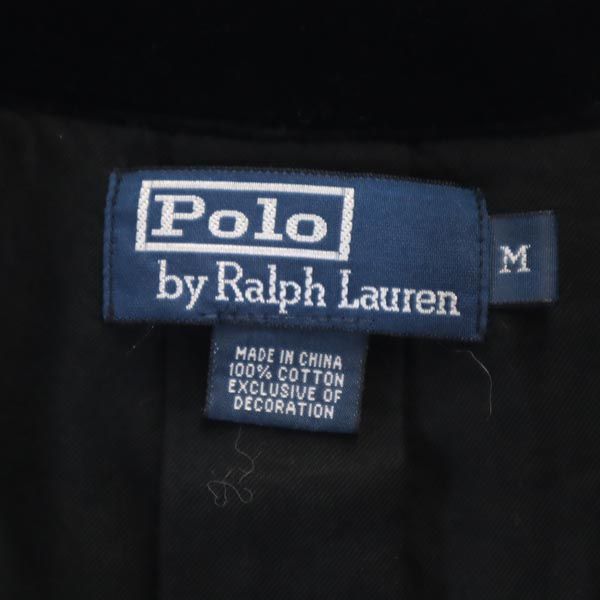 Polo
by Ralph Lauren
M
MADE IN CHINA
100% COTTON
EXCLUSIVE OF
DECORATION